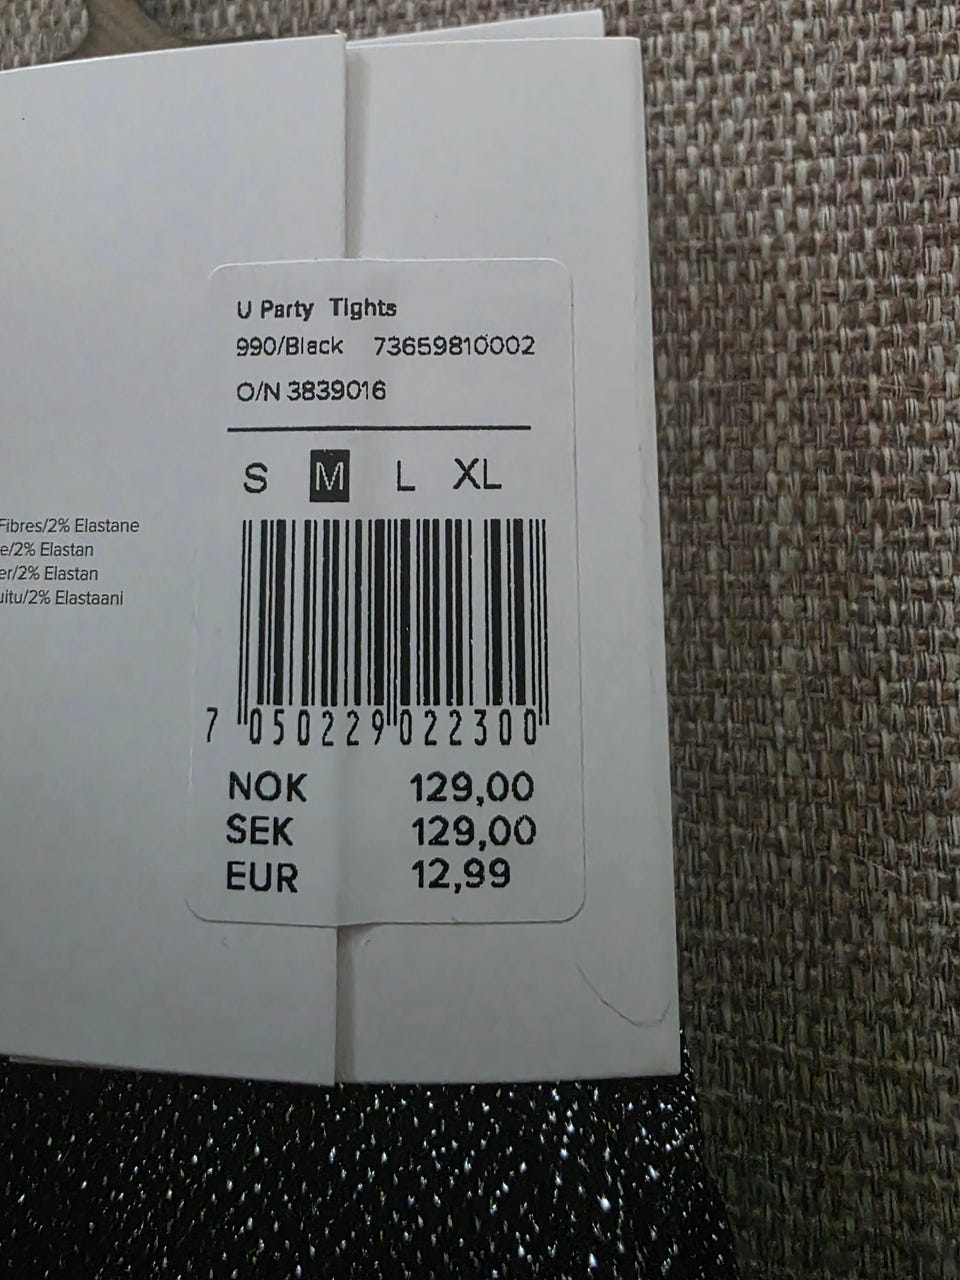 U Party Tights
990/Black 73659810002
O/N 3839016
S M L XL
Fibres/2% Elastane
e/2% Elastan
er/2% Elastan
uitu/2% Elastaani
7 050229 022300
NOK 129,00
SEK 129,00
EUR 12,99